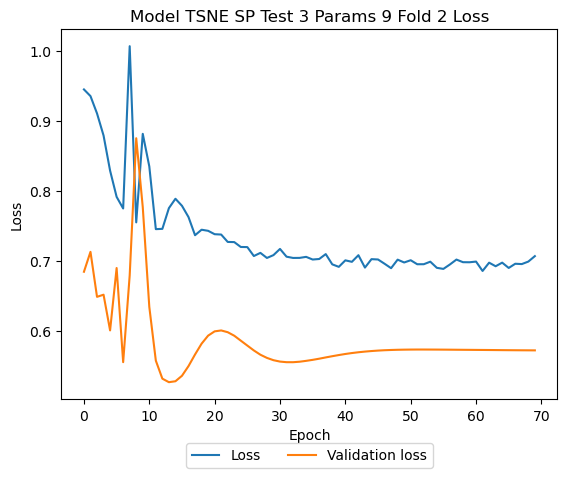 Model TSNE SP Test 3 Params 9 Fold 2 Loss
1.0
0.9
0.8
0.7
0.6
Loss
0 10 20 30 40 50 60 70
Epoch
Loss Validation loss